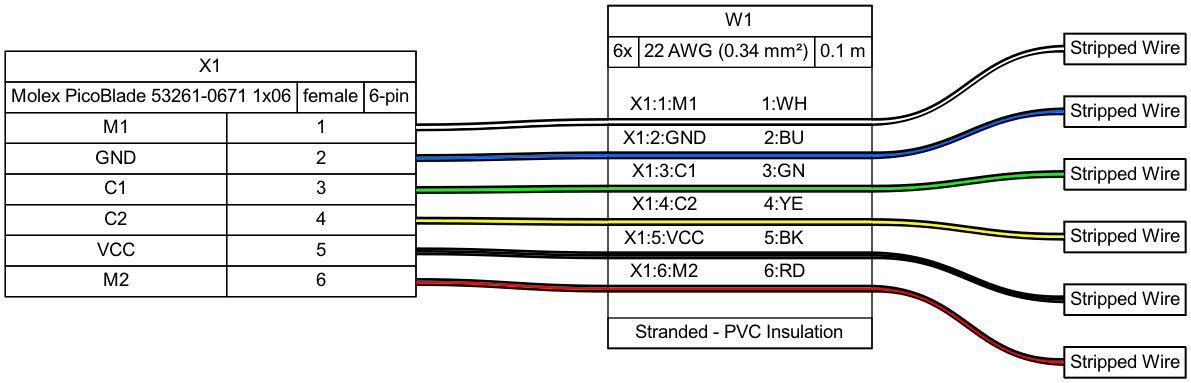 X1
Molex PicoBlade 53261-0671 1x06 female 6-pin
M1 1
GND 2
C1 3
C2 4
VCC 5
M2 6
W1
6x 22 AWG (0.34 mm²) 0.1 m
X1:1:M1 1:WH
X1:2:GND 2:BU
X1:3:C1 3:GN
X1:4:C2 4:YE
X1:5:VCC 5:BK
X1:6:M2 6:RD
Stranded - PVC Insulation
Stripped Wire
Stripped Wire
Stripped Wire
Stripped Wire
Stripped Wire
Stripped Wire